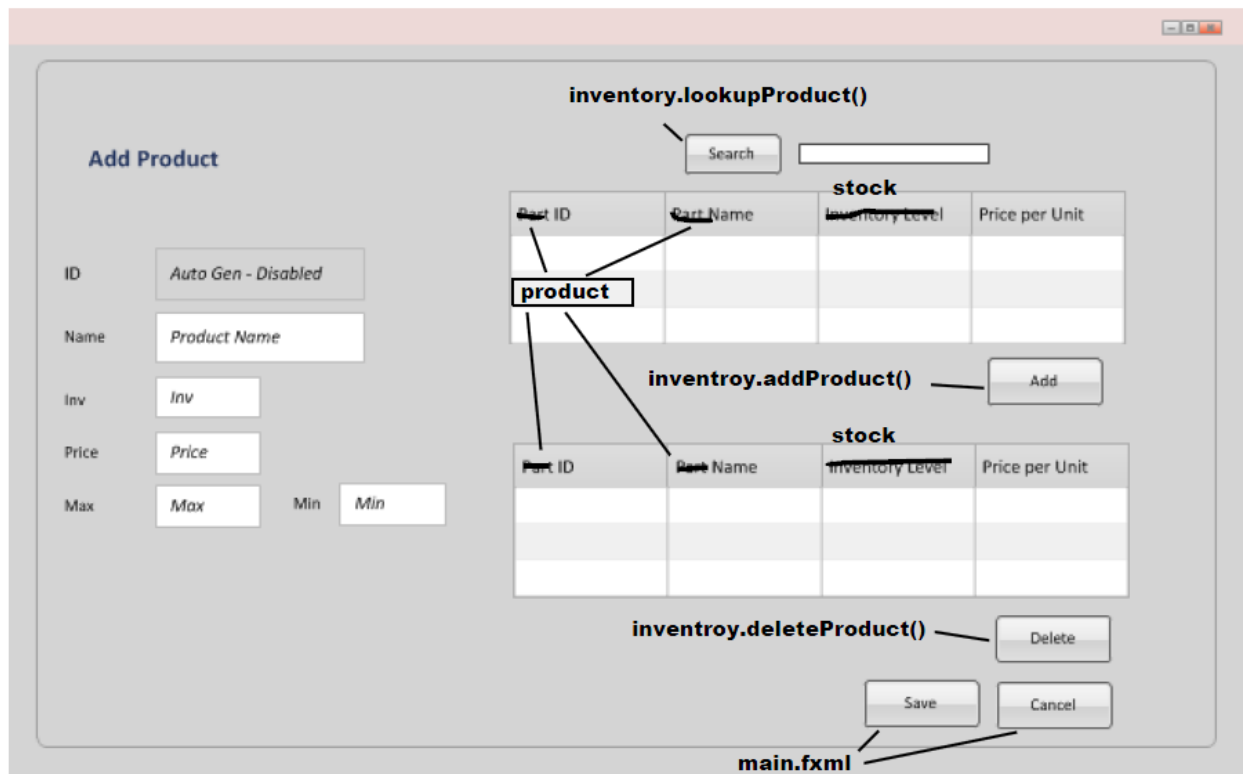 inventory.lookupProduct()
Add Product
Search
stock
Part ID
Part Name
Inventory Level
Price per Unit
ID
Auto Gen - Disabled
product
Name
Product Name
inventroy.addProduct()
Add
Inv
Inv
stock
Price
Price
Part ID
Part Name
Inventory Level
Price per Unit
Max
Max
Min
Min
inventroy.deleteProduct()
Delete
Save
Cancel
main.fxml